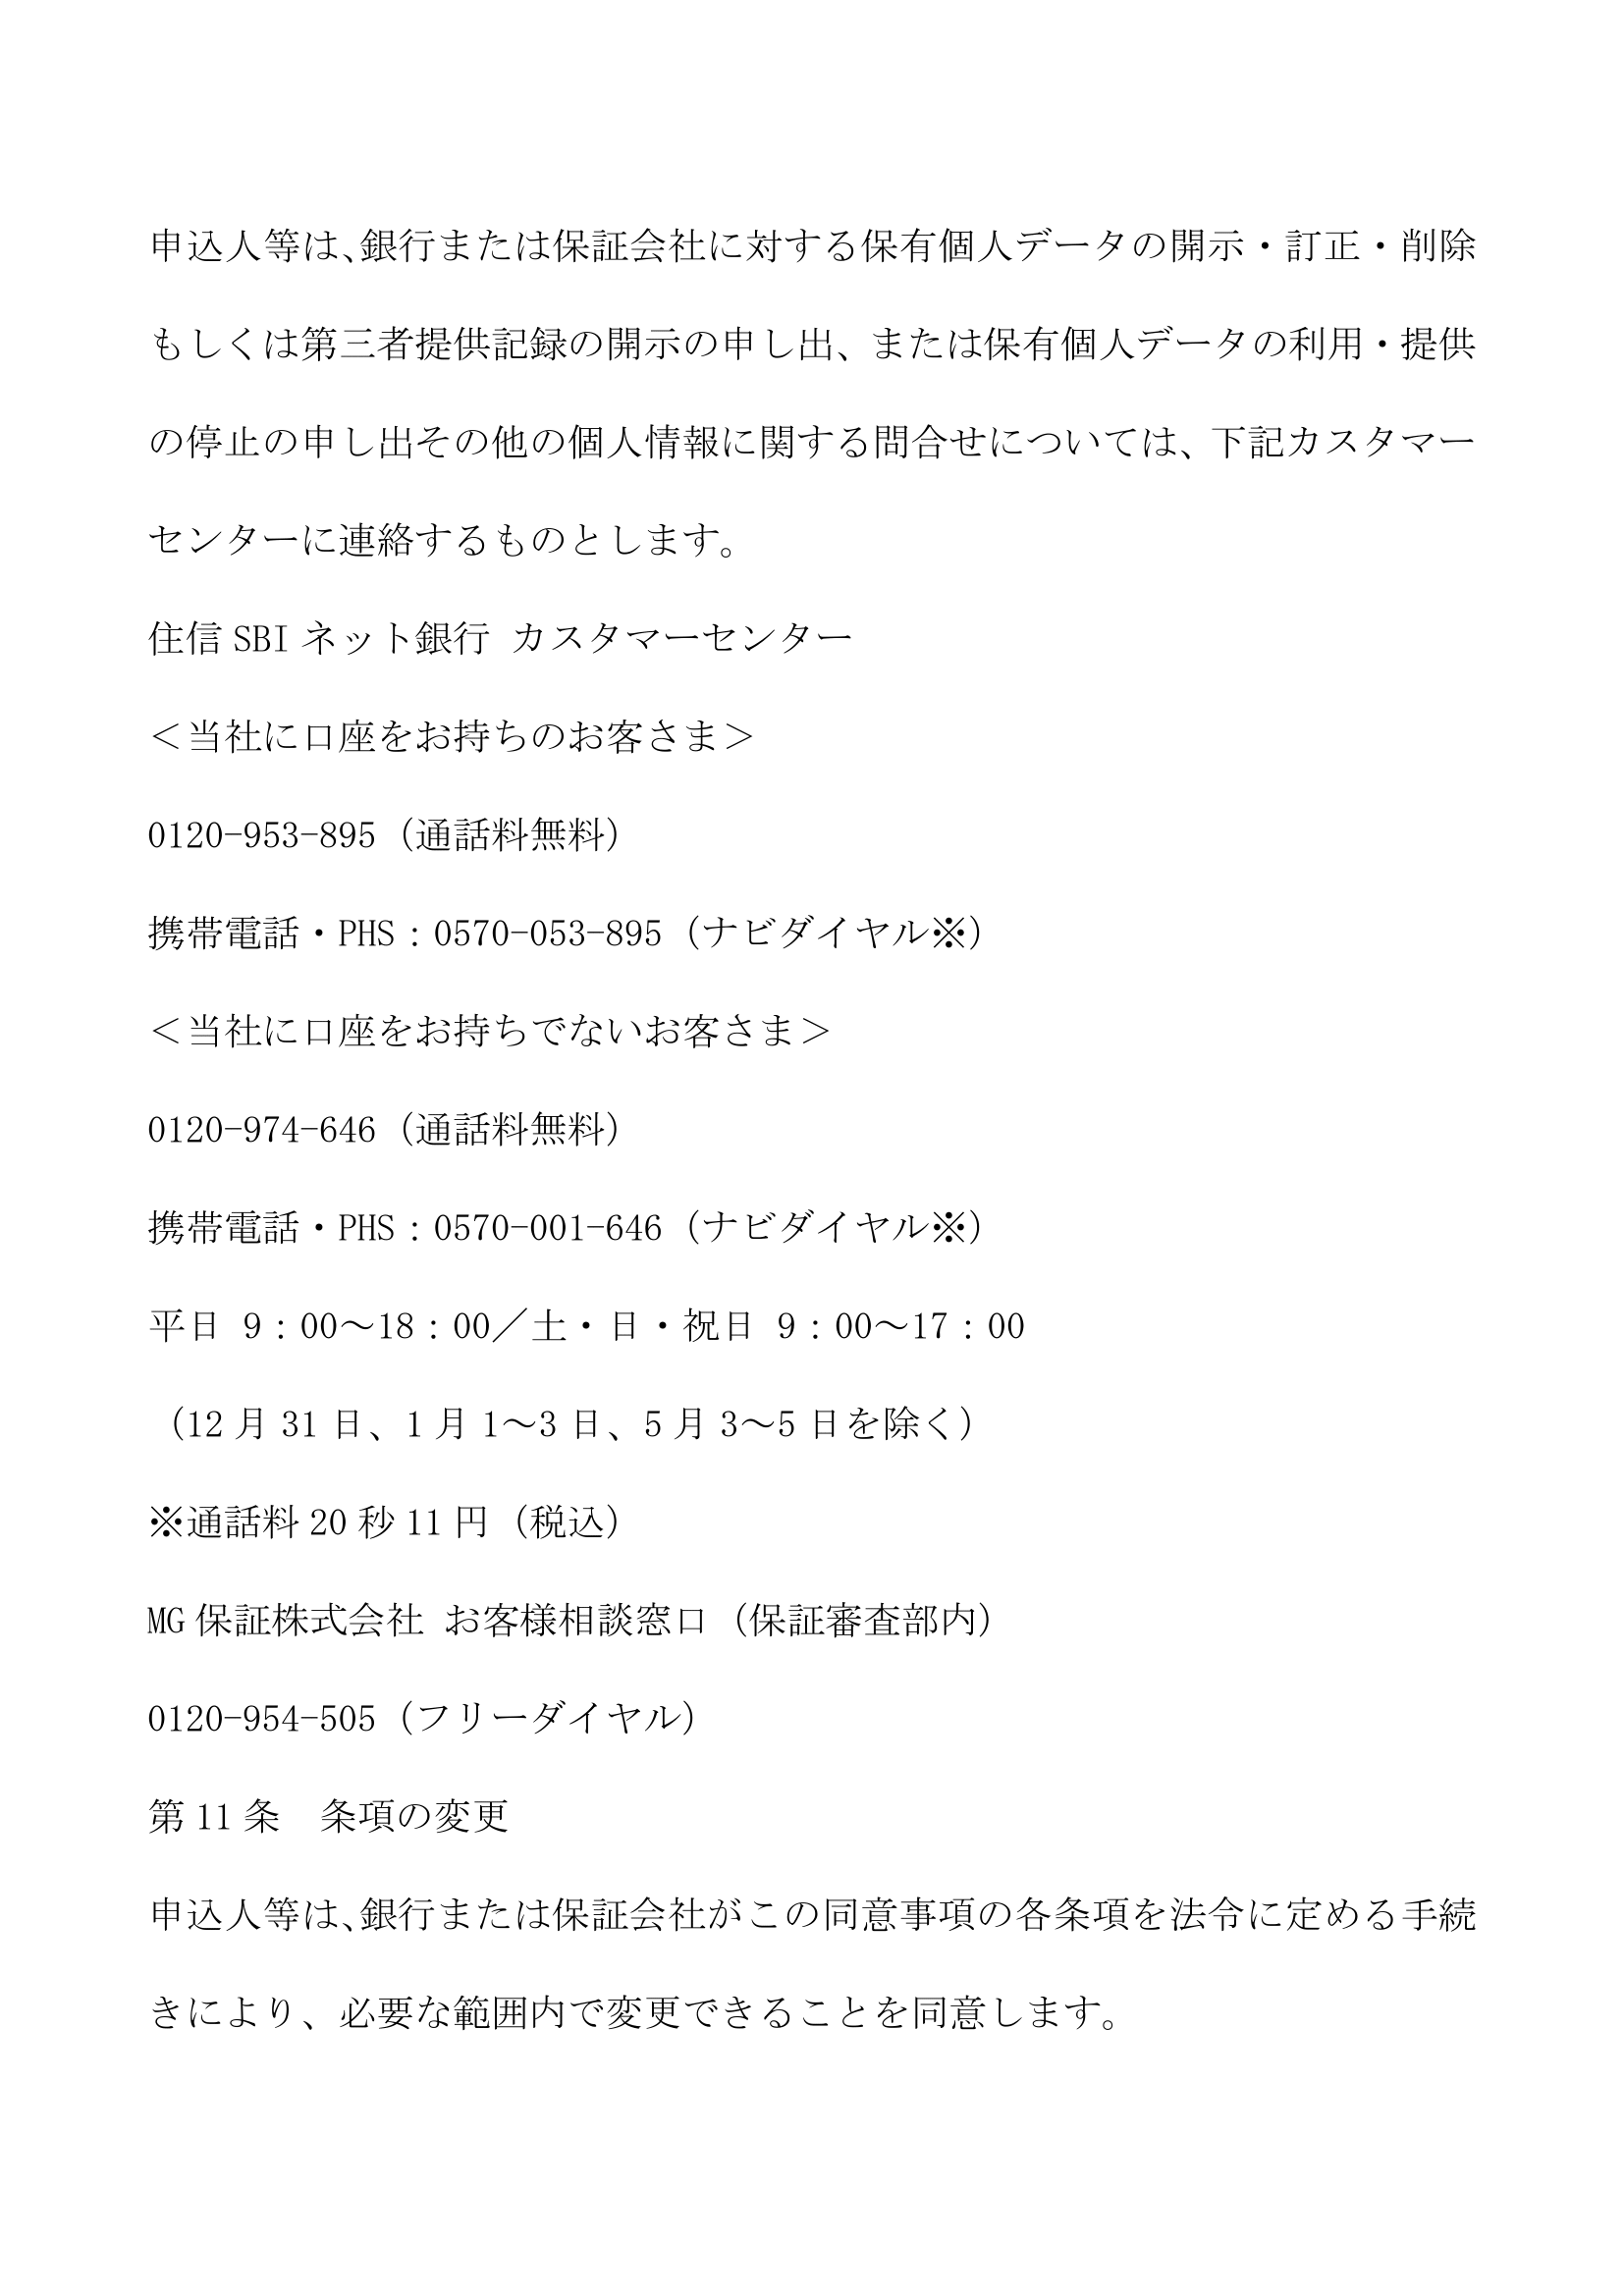 申込人等は、銀行または保証会社に対する保有個人データの開示・訂正・削除
もしくは第三者提供記録の開示の申し出、または保有個人データの利用・提供
の停止の申し出その他の個人情報に関する問合せについては、下記カスタマー
センターに連絡するものとします。
住信 SBI ネット銀行 カスタマーセンター
＜当社に口座をお持ちのお客さま＞
0120-953-895（通話料無料）
携帯電話・PHS：0570-053-895（ナビダイヤル※）
＜当社に口座をお持ちでないお客さま＞
0120-974-646（通話料無料）
携帯電話・PHS：0570-001-646（ナビダイヤル※）
平日 9：00～18：00／土・日・祝日 9：00～17：00
（12 月 31 日、1 月 1～3 日、5 月 3～5 日を除く）
※通話料 20 秒 11 円（税込）
MG 保証株式会社 お客様相談窓口（保証審査部内）
0120-954-505（フリーダイヤル）
第 11 条　条項の変更
申込人等は、銀行または保証会社がこの同意事項の各条項を法令に定める手続
きにより、必要な範囲内で変更できることを同意します。